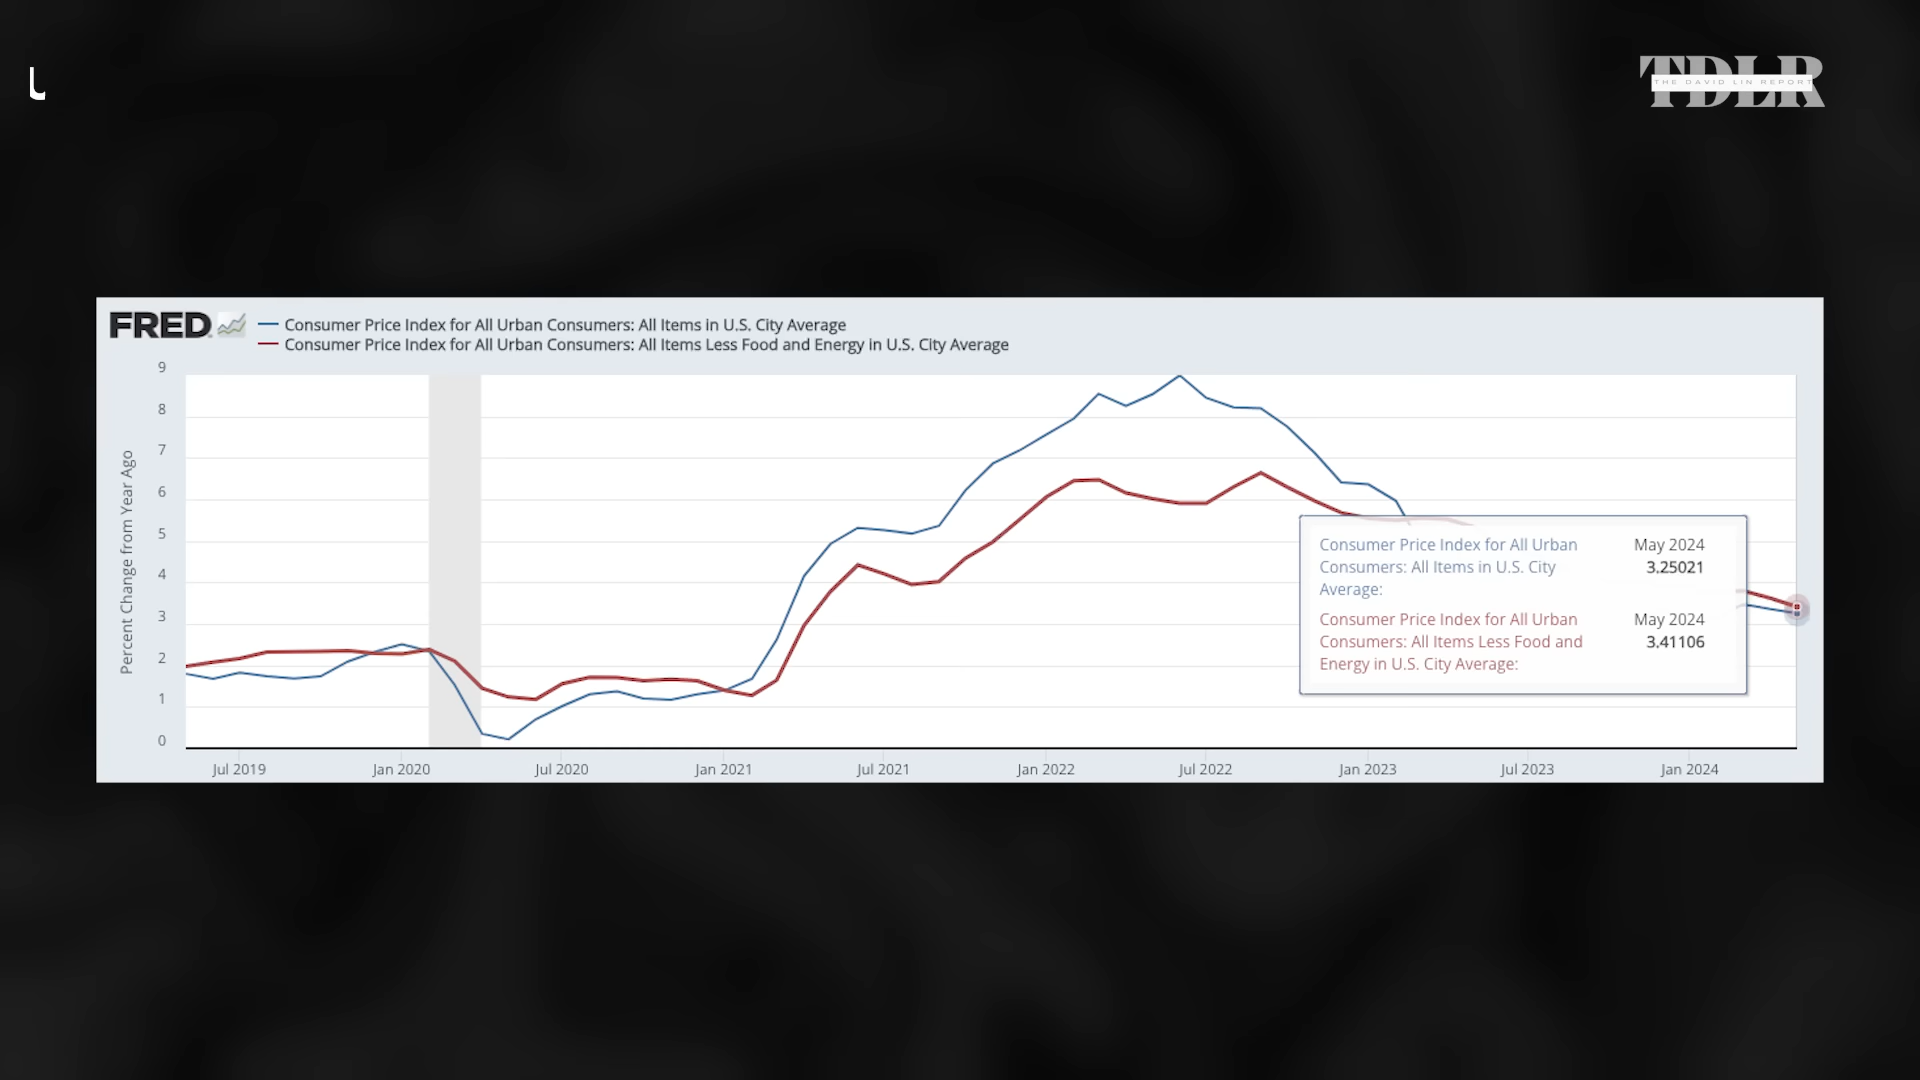 TDLR
THE DAVID LIN REPORT
FRED
Consumer Price Index for All Urban Consumers: All Items in U.S. City Average
Consumer Price Index for All Urban Consumers: All Items Less Food and Energy in U.S. City Average
Percent Change from Year Ago
9
8
7
6
5
4
3
2
1
0
Consumer Price Index for All Urban May 2024
Consumers: All Items in U.S. City 3.25021
Average:
Consumer Price Index for All Urban May 2024
Consumers: All Items Less Food and 3.41106
Energy in U.S. City Average:
Jul 2019 Jan 2020 Jul 2020 Jan 2021 Jul 2021 Jan 2022 Jul 2022 Jan 2023 Jul 2023 Jan 2024